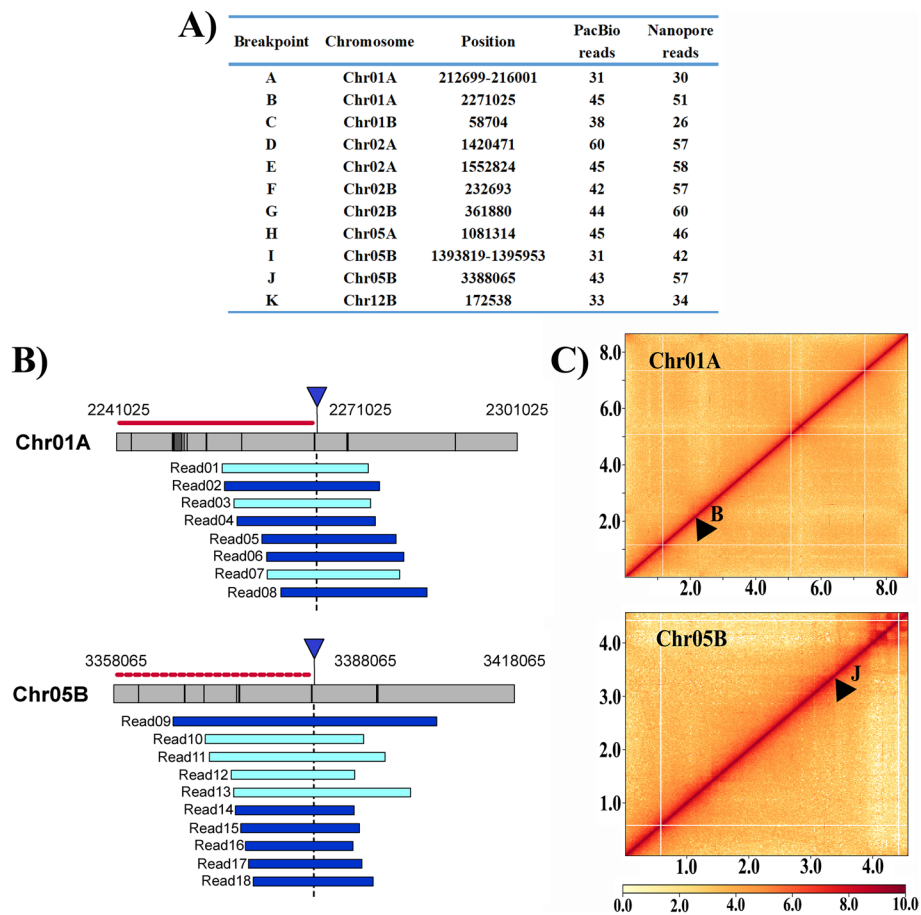 A)
Breakpoint Chromosome Position PacBio reads Nanopore reads
A Chr01A 212699-216001 31 30
B Chr01A 2271025 45 51
C Chr01B 58704 38 26
D Chr02A 1420471 60 57
E Chr02A 1552824 45 58
F Chr02B 232693 42 57
G Chr02B 361880 44 60
H Chr05A 1081314 45 46
I Chr05B 1393819-1395953 31 42
J Chr05B 3388065 43 57
K Chr12B 172538 33 34
B)
2241025 2271025 2301025
Chr01A
Read01
Read02
Read03
Read04
Read05
Read06
Read07
Read08
3358065 3388065 3418065
Chr05B
Read09
Read10
Read11
Read12
Read13
Read14
Read15
Read16
Read17
Read18
C)
Chr01A
8.0
6.0
4.0
2.0
B
2.0 4.0 6.0 8.0
Chr05B
4.0
3.0
2.0
1.0
J
1.0 2.0 3.0 4.0
0.0 2.0 4.0 6.0 8.0 10.0